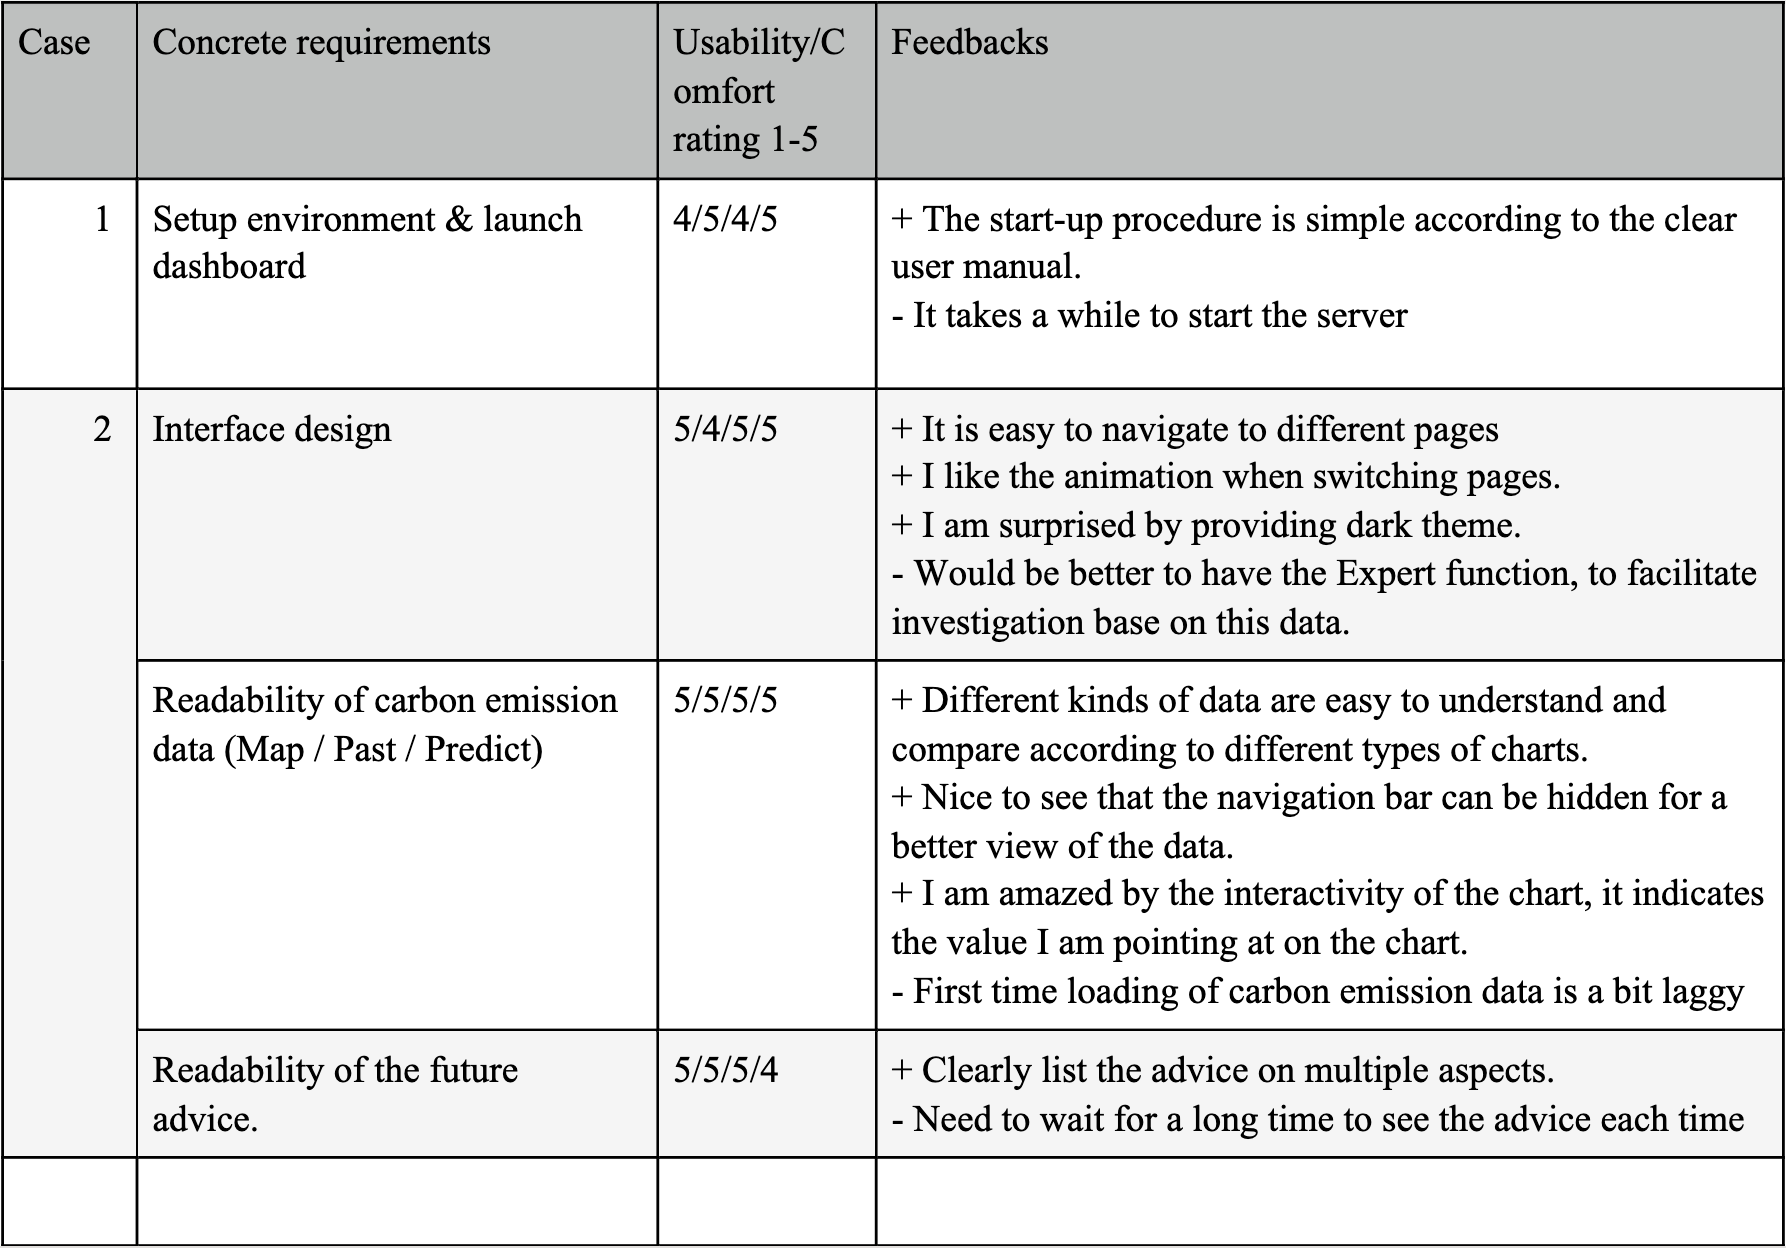 Case
Concrete requirements
Usability/C
omfort
rating 1-5
Feedbacks
1
Setup environment & launch
dashboard
4/5/4/5
+ The start-up procedure is simple according to the clear
user manual.
- It takes a while to start the server
2
Interface design
5/4/5/5
+ It is easy to navigate to different pages
+ I like the animation when switching pages.
+ I am surprised by providing dark theme.
- Would be better to have the Expert function, to facilitate
investigation base on this data.
Readability of carbon emission
data (Map / Past / Predict)
5/5/5/5
+ Different kinds of data are easy to understand and
compare according to different types of charts.
+ Nice to see that the navigation bar can be hidden for a
better view of the data.
+ I am amazed by the interactivity of the chart, it indicates
the value I am pointing at on the chart.
- First time loading of carbon emission data is a bit laggy
Readability of the future
advice.
5/5/5/4
+ Clearly list the advice on multiple aspects.
- Need to wait for a long time to see the advice each time